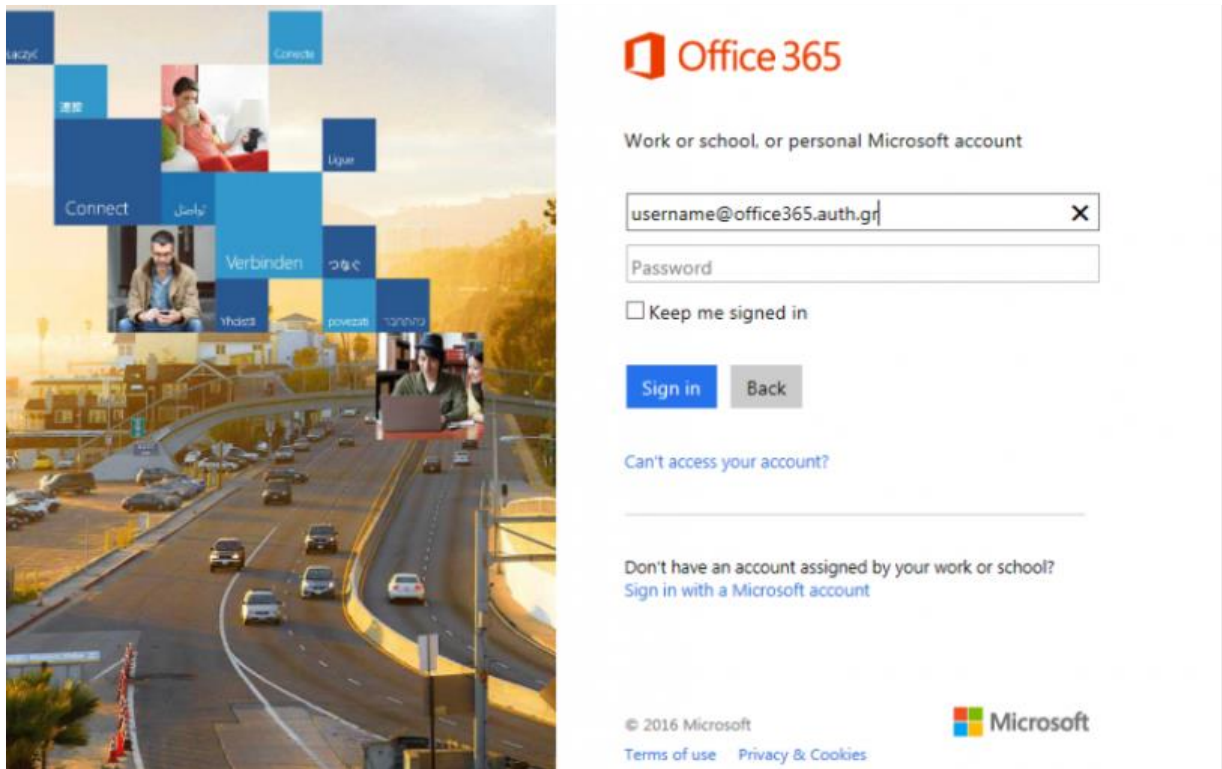 Łączyć
Conecte
連接
Ligue
Connect
تواصل
Verbinden
つなぐ
Yhdistä
povezati
להתחבר
Office 365
Work or school, or personal Microsoft account
username@office365.auth.gr
Password
Keep me signed in
Sign in
Back
Can't access your account?
Don't have an account assigned by your work or school?
Sign in with a Microsoft account
© 2016 Microsoft
Microsoft
Terms of use Privacy & Cookies